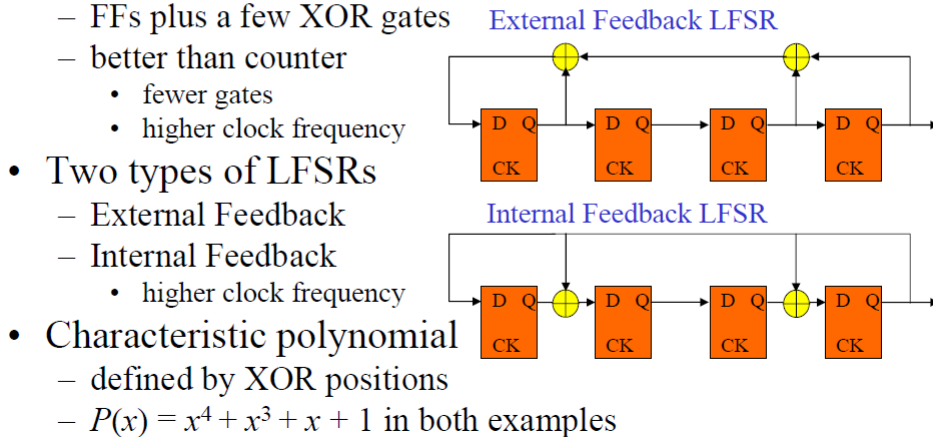 – FFs plus a few XOR gates
– better than counter
• fewer gates
• higher clock frequency
• Two types of LFSRs
– External Feedback
– Internal Feedback
• higher clock frequency
• Characteristic polynomial
– defined by XOR positions
– P(x) = x⁴ + x³ + x + 1 in both examples
External Feedback LFSR
D Q D Q D Q D Q
CK CK CK CK
Internal Feedback LFSR
D Q D Q D Q D Q
CK CK CK CK